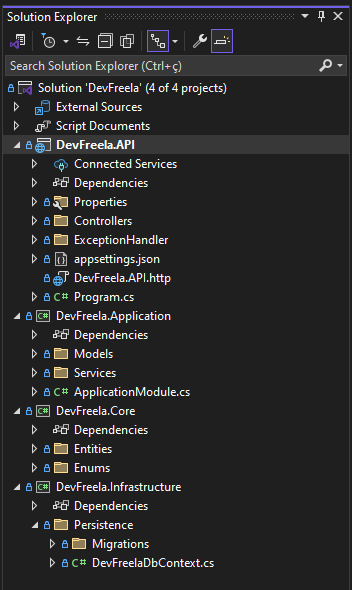 Solution Explorer
Search Solution Explorer (Ctrl+ç)
Solution 'DevFreela' (4 of 4 projects)
External Sources
Script Documents
DevFreela.API
Connected Services
Dependencies
Properties
Controllers
ExceptionHandler
appsettings.json
DevFreela.API.http
C# Program.cs
C# DevFreela.Application
Dependencies
Models
Services
C# ApplicationModule.cs
C# DevFreela.Core
Dependencies
Entities
Enums
C# DevFreela.Infrastructure
Dependencies
Persistence
Migrations
C# DevFreelaDbContext.cs